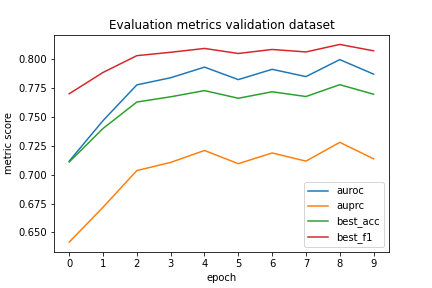 Evaluation metrics validation dataset
metric score
0.800
0.775
0.750
0.725
0.700
0.675
0.650
0 1 2 3 4 5 6 7 8 9
epoch
auroc
auprc
best_acc
best_f1